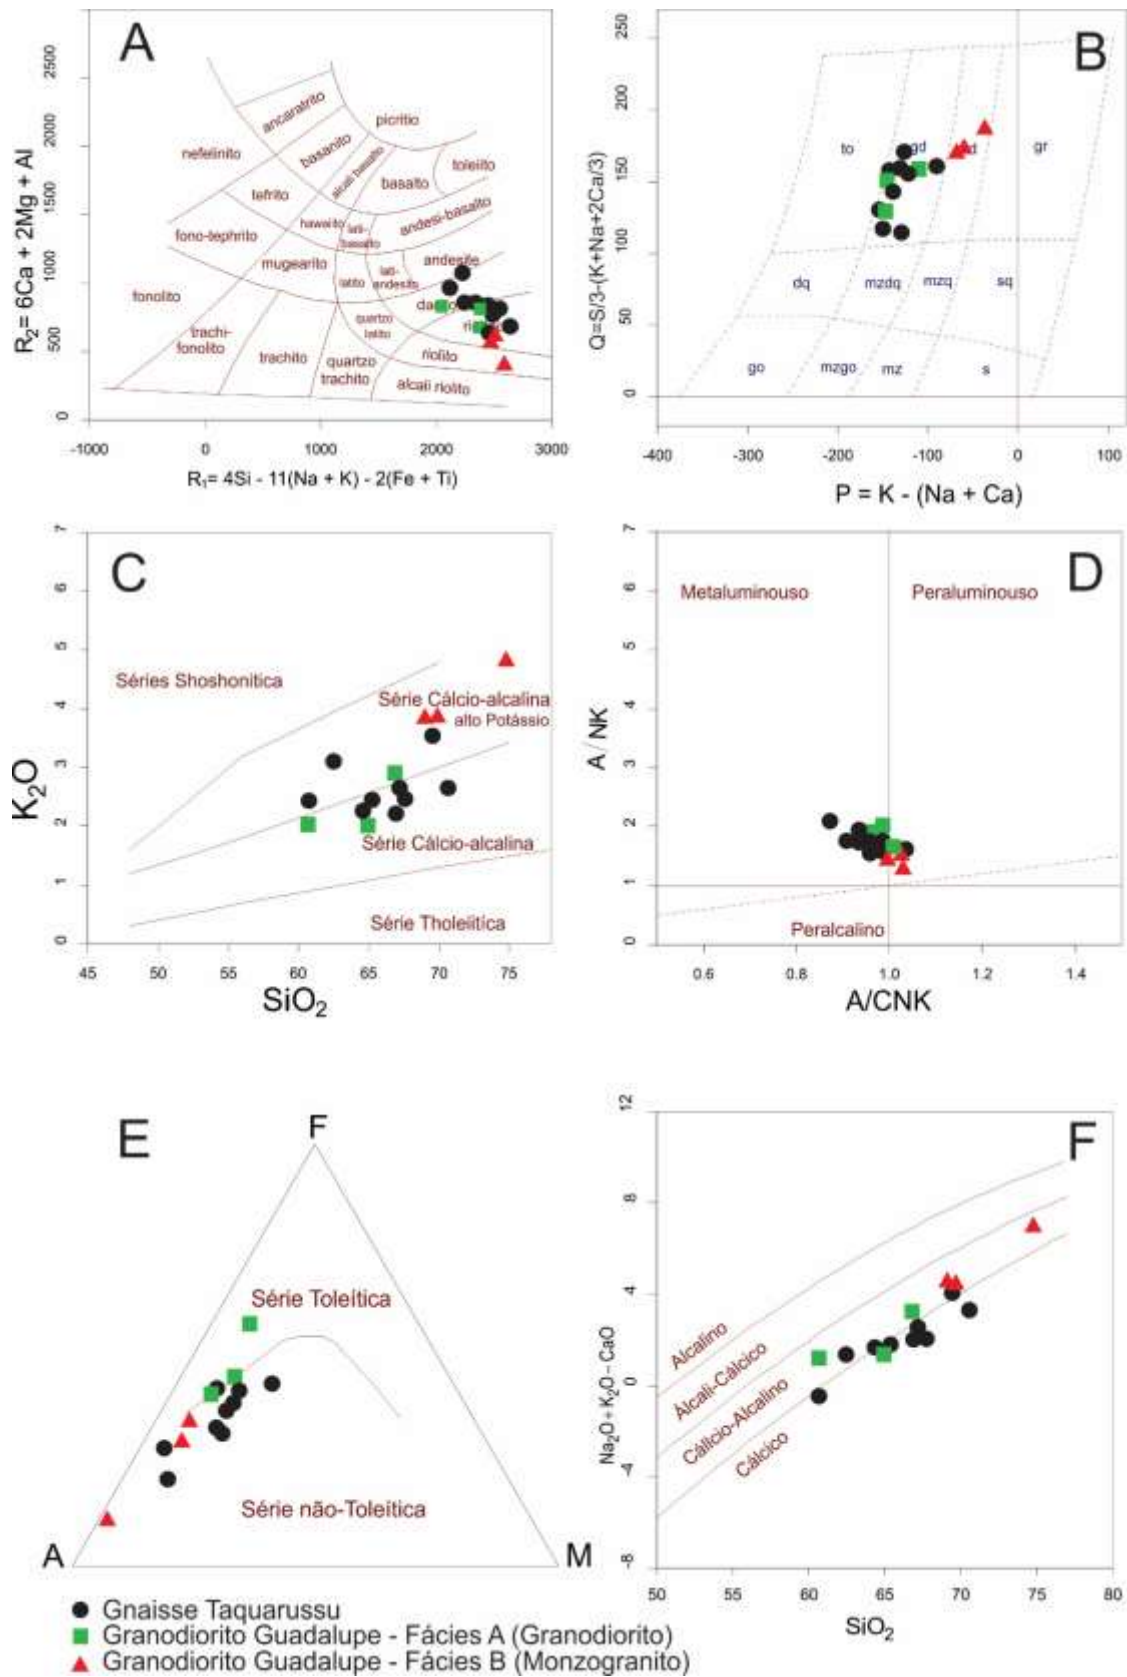 A
R₂= 6Ca + 2Mg + Al
0
500
1000
1500
2000
2500
ancaratrito
picritio
nefelinito
basanito
alcali basalto
toleiito
tefrito
basalto
hawaiito
lati-basalto
andesi-basalto
fono-tephrito
mugearito
latito
lati-andesito
andesite
fonolito
quartzo latito
trachi-fonolito
trachito
quartzo trachito
riolito
alcali riolito
-1000
0
1000
2000
3000
R₁= 4Si - 11(Na + K) - 2(Fe + Ti)
B
Q=S/3-(K+Na+2Ca/3)
0
50
100
150
200
250
to
gd
gr
dq
mzdq
mzq
sq
go
mzgo
mz
s
-400
-300
-200
-100
0
P = K - (Na + Ca)
C
K₂O
0
1
2
3
4
5
6
7
Séries Shoshonítica
Série Cálcio-alcalina
alto Potássio
Série Cálcio-alcalina
Série Tholeiítica
45
50
55
60
65
70
75
SiO₂
D
A/NK
0
1
2
3
4
5
6
7
Metaluminouso
Peraluminouso
Peralcalino
0.6
0.8
1.0
1.2
1.4
A/CNK
E
F
Série Toleítica
Série não-Toleítica
A
M
F
Na₂O + K₂O - CaO
-8
-4
0
4
8
12
Alcalino
Álcali-Cálcico
Cálício-Alcalino
Cálcico
50
55
60
65
70
75
80
SiO₂
Gnaisse Taquarussu
Granodiorito Guadalupe - Fácies A (Granodiorito)
Granodiorito Guadalupe - Fácies B (Monzogranito)